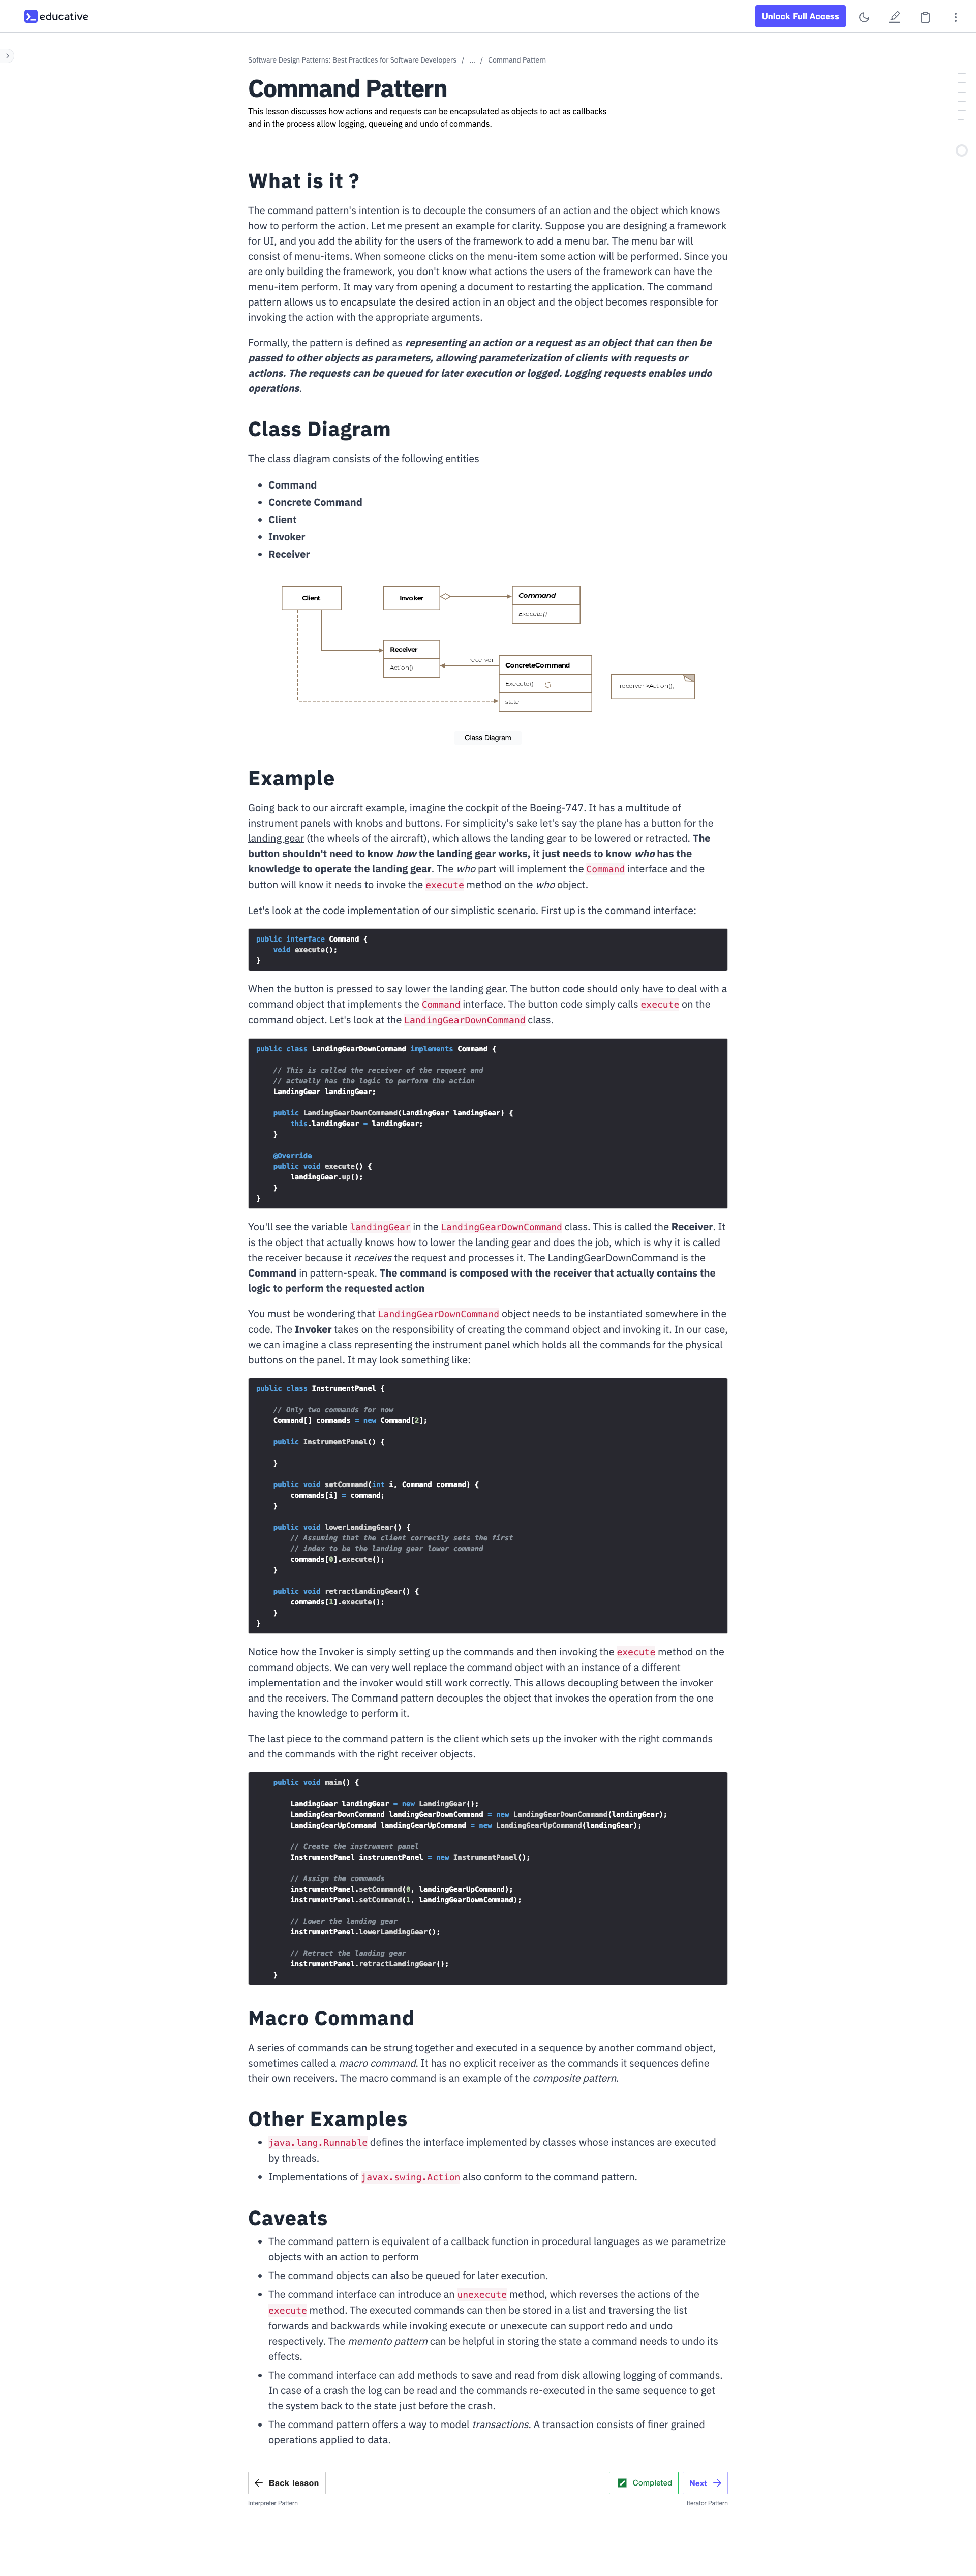 educative
Unlock Full Access
Software Design Patterns: Best Practices for Software Developers / ... / Command Pattern
Command Pattern
This lesson discusses how actions and requests can be encapsulated as objects to act as callbacks
and in the process allow logging, queueing and undo of commands.
What is it ?
The command pattern's intention is to decouple the consumers of an action and the object which knows
how to perform the action. Let me present an example for clarity. Suppose you are designing a framework
for UI, and you add the ability for the users of the framework to add a menu bar. The menu bar will
consist of menu-items. When someone clicks on the menu-item some action will be performed. Since you
are only building the framework, you don't know what actions the users of the framework can have the
menu-item perform. It may vary from opening a document to restarting the application. The command
pattern allows us to encapsulate the desired action in an object and the object becomes responsible for
invoking the action with the appropriate arguments.
Formally, the pattern is defined as representing an action or a request as an object that can then be
passed to other objects as parameters, allowing parameterization of clients with requests or
actions. The requests can be queued for later execution or logged. Logging requests enables undo
operations.
Class Diagram
The class diagram consists of the following entities
• Command
• Concrete Command
• Client
• Invoker
• Receiver
Client
Invoker
Command
Execute()
Receiver
Action()
receiver
ConcreteCommand
Execute()
state
receiver->Action();
Class Diagram
Example
Going back to our aircraft example, imagine the cockpit of the Boeing-747. It has a multitude of
instrument panels with knobs and buttons. For simplicity's sake let's say the plane has a button for the
landing gear (the wheels of the aircraft), which allows the landing gear to be lowered or retracted. The
button shouldn't need to know how the landing gear works, it just needs to know who has the
knowledge to operate the landing gear. The who part will implement the Command interface and the
button will know it needs to invoke the execute method on the who object.
Let's look at the code implementation of our simplistic scenario. First up is the command interface:
public interface Command {
    void execute();
}
When the button is pressed to say lower the landing gear. The button code should only have to deal with a
command object that implements the Command interface. The button code simply calls execute on the
command object. Let's look at the LandingGearDownCommand class.
public class LandingGearDownCommand implements Command {
    // This is called the receiver of the request and
    // actually has the logic to perform the action
    LandingGear landingGear;
    public LandingGearDownCommand(LandingGear landingGear) {
        this.landingGear = landingGear;
    }
    @Override
    public void execute() {
        landingGear.up();
    }
}
You'll see the variable landingGear in the LandingGearDownCommand class. This is called the Receiver. It
is the object that actually knows how to lower the landing gear and does the job, which is why it is called
the receiver because it receives the request and processes it. The LandingGearDownCommand is the
Command in pattern-speak. The command is composed with the receiver that actually contains the
logic to perform the requested action
You must be wondering that LandingGearDownCommand object needs to be instantiated somewhere in the
code. The Invoker takes on the responsibility of creating the command object and invoking it. In our case,
we can imagine a class representing the instrument panel which holds all the commands for the physical
buttons on the panel. It may look something like:
public class InstrumentPanel {
    // Only two commands for now
    Command[] commands = new Command[2];
    public InstrumentPanel() {
    }
    public void setCommand(int i, Command command) {
        commands[i] = command;
    }
    public void lowerLandingGear() {
        // Assuming that the client correctly sets the first
        // index to be the landing gear lower command
        commands[0].execute();
    }
    public void retractLandingGear() {
        commands[1].execute();
    }
}
Notice how the Invoker is simply setting up the commands and then invoking the execute method on the
command objects. We can very well replace the command object with an instance of a different
implementation and the invoker would still work correctly. This allows decoupling between the invoker
and the receivers. The Command pattern decouples the object that invokes the operation from the one
having the knowledge to perform it.
The last piece to the command pattern is the client which sets up the invoker with the right commands
and the commands with the right receiver objects.
    public void main() {
        LandingGear landingGear = new LandingGear();
        LandingGearDownCommand landingGearDownCommand = new LandingGearDownCommand(landingGear);
        LandingGearUpCommand landingGearUpCommand = new LandingGearUpCommand(landingGear);
        // Create the instrument panel
        InstrumentPanel instrumentPanel = new InstrumentPanel();
        // Assign the commands
        instrumentPanel.setCommand(0, landingGearUpCommand);
        instrumentPanel.setCommand(1, landingGearDownCommand);
        // Lower the landing gear
        instrumentPanel.lowerLandingGear();
        // Retract the landing gear
        instrumentPanel.retractLandingGear();
    }
Macro Command
A series of commands can be strung together and executed in a sequence by another command object,
sometimes called a macro command. It has no explicit receiver as the commands it sequences define
their own receivers. The macro command is an example of the composite pattern.
Other Examples
• java.lang.Runnable defines the interface implemented by classes whose instances are executed
by threads.
• Implementations of javax.swing.Action also conform to the command pattern.
Caveats
• The command pattern is equivalent of a callback function in procedural languages as we parametrize
objects with an action to perform
• The command objects can also be queued for later execution.
• The command interface can introduce an unexecute method, which reverses the actions of the
execute method. The executed commands can then be stored in a list and traversing the list
forwards and backwards while invoking execute or unexecute can support redo and undo
respectively. The memento pattern can be helpful in storing the state a command needs to undo its
effects.
• The command interface can add methods to save and read from disk allowing logging of commands.
In case of a crash the log can be read and the commands re-executed in the same sequence to get
the system back to the state just before the crash.
• The command pattern offers a way to model transactions. A transaction consists of finer grained
operations applied to data.
Back lesson
Completed
Next
Interpreter Pattern
Iterator Pattern